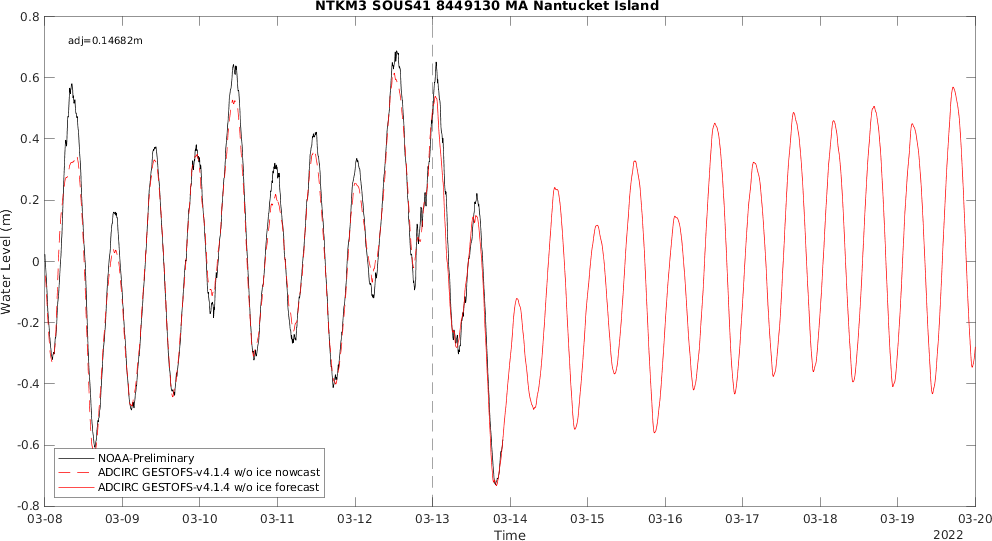 NTKM3 SOUS41 8449130 MA Nantucket Island
adj=0.14682m
0.8
0.6
0.4
0.2
0
-0.2
-0.4
-0.6
-0.8
Water Level (m)
NOAA-Preliminary
ADCIRC GESTOFS-v4.1.4 w/o ice nowcast
ADCIRC GESTOFS-v4.1.4 w/o ice forecast
03-08 03-09 03-10 03-11 03-12 03-13 03-14 03-15 03-16 03-17 03-18 03-19 03-20
Time
2022